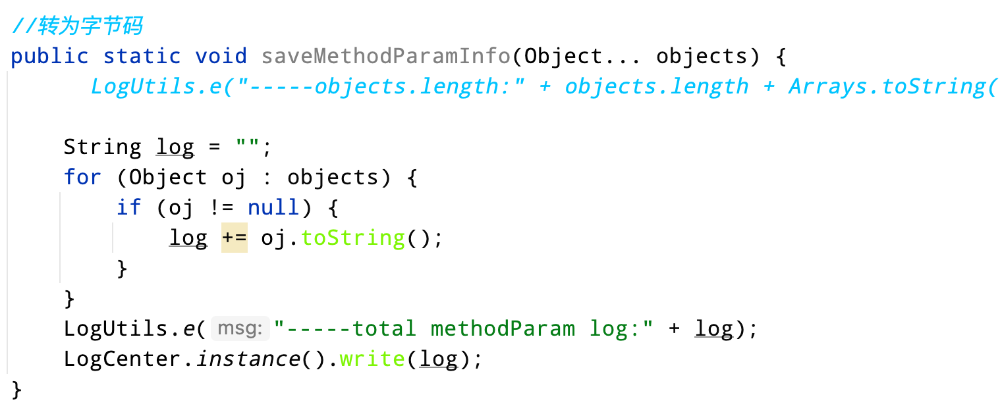 //转为字节码
public static void saveMethodParamInfo(Object... objects) {
LogUtils.e("-----objects.length:" + objects.length + Arrays.toString(
String log = "";
for (Object oj : objects) {
if (oj != null) {
log += oj.toString();
}
}
LogUtils.e( msg: "-----total methodParam log:" + log);
LogCenter.instance().write(log);
}